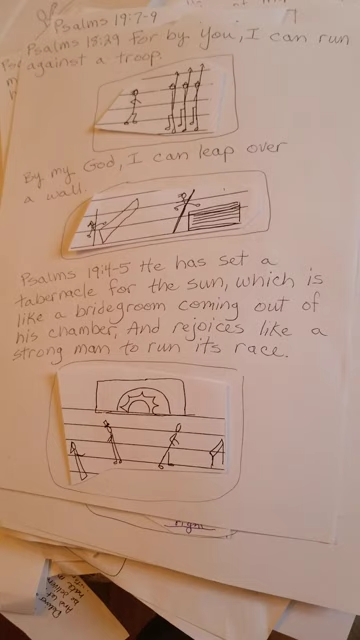 Psalms 19:7-9
Psalms 18:29 For by You, I can run
against a troop.
By my God, I can leap over
a wall.
Psalms 19:4-5 He has set a
tabernacle for the sun, which is
like a bridegroom coming out of
his chamber, And rejoices like a
strong man to run its race.
right